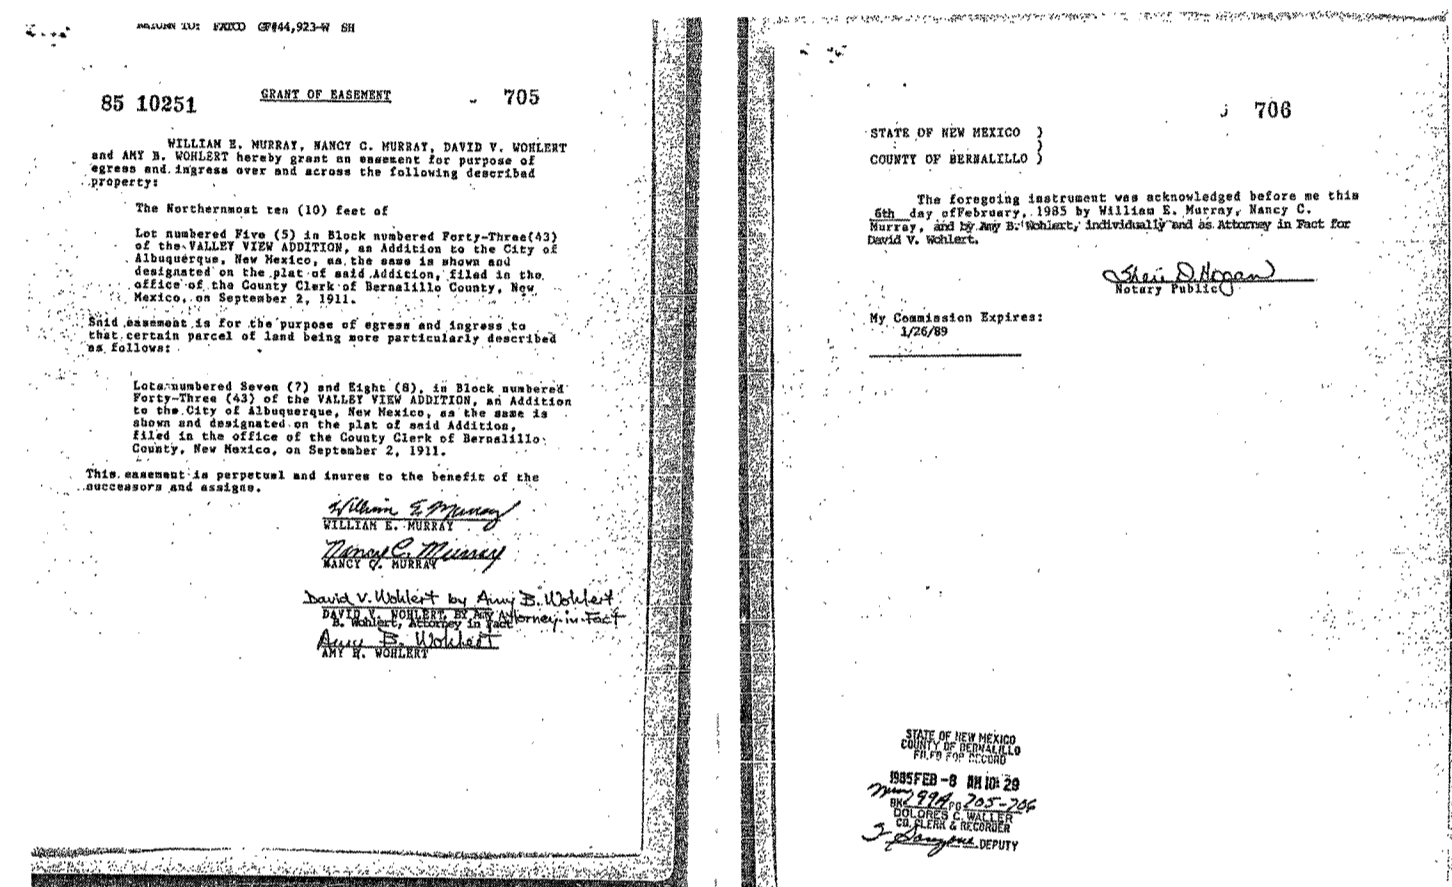 RETURN TO: FATCO GF#44,923-W SH
85 10251
GRANT OF EASEMENT
705
WILLIAM E. MURRAY, NANCY C. MURRAY, DAVID V. WOHLERT
and AMY B. WOHLERT hereby grant an easement for purpose of
egress and ingress over and across the following described
property:
The Northernmost ten (10) feet of
Lot numbered Five (5) in Block numbered Forty-Three(43)
of the VALLEY VIEW ADDITION, an Addition to the City of
Albuquerque, New Mexico, as the same is shown and
designated on the plat of said Addition, filed in the
office of the County Clerk of Bernalillo County, New
Mexico, on September 2, 1911.
Said easement is for the purpose of egress and ingress to
that certain parcel of land being more particularly described
as follows:
Lots numbered Seven (7) and Eight (8), in Block numbered
Forty-Three (43) of the VALLEY VIEW ADDITION, an Addition
to the City of Albuquerque, New Mexico, as the same is
shown and designated on the plat of said Addition,
filed in the office of the County Clerk of Bernalillo
County, New Mexico, on September 2, 1911.
This easement is perpetual and inures to the benefit of the
successors and assigns.
William E. Murray
WILLIAM E. MURRAY
Nancy C. Murray
NANCY C. MURRAY
David V. Wohlert by Amy B. Wohlert
Attorney-in-Fact
DAVID V. WOHLERT, BY Amy
B. Wohlert, Attorney in Fact
Amy B. Wohlert
AMY B. WOHLERT
706
STATE OF NEW MEXICO )
)
COUNTY OF BERNALILLO )
The foregoing instrument was acknowledged before me this
6th day ofFebruary, 1985 by William E. Murray, Nancy C.
Murray, and by Amy B. Wohlert, individually and as Attorney in Fact for
David V. Wohlert.
Sheri D. Hogan
Notary Public
My Commission Expires:
1/26/89
STATE OF NEW MEXICO
COUNTY OF BERNALILLO
FILED FOR RECORD
1985 FEB -8 AM 10:29
BK 99A PG 705-706
DOLORES C. WALLER
CO. CLERK & RECORDER
DEPUTY